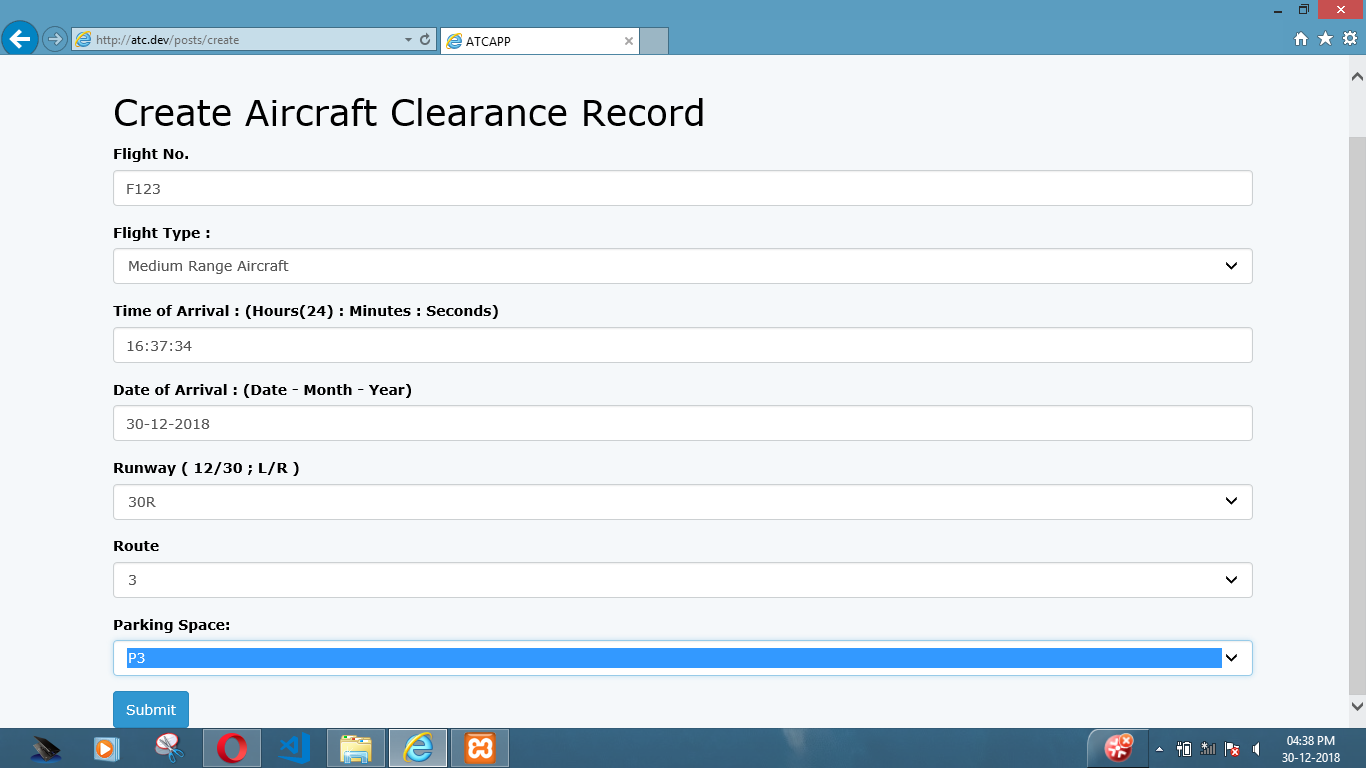 http://atc.dev/posts/create
ATCAPP
Create Aircraft Clearance Record
Flight No.
F123
Flight Type :
Medium Range Aircraft
Time of Arrival : (Hours(24) : Minutes : Seconds)
16:37:34
Date of Arrival : (Date - Month - Year)
30-12-2018
Runway ( 12/30 ; L/R )
30R
Route
3
Parking Space:
P3
Submit
04:38 PM
30-12-2018